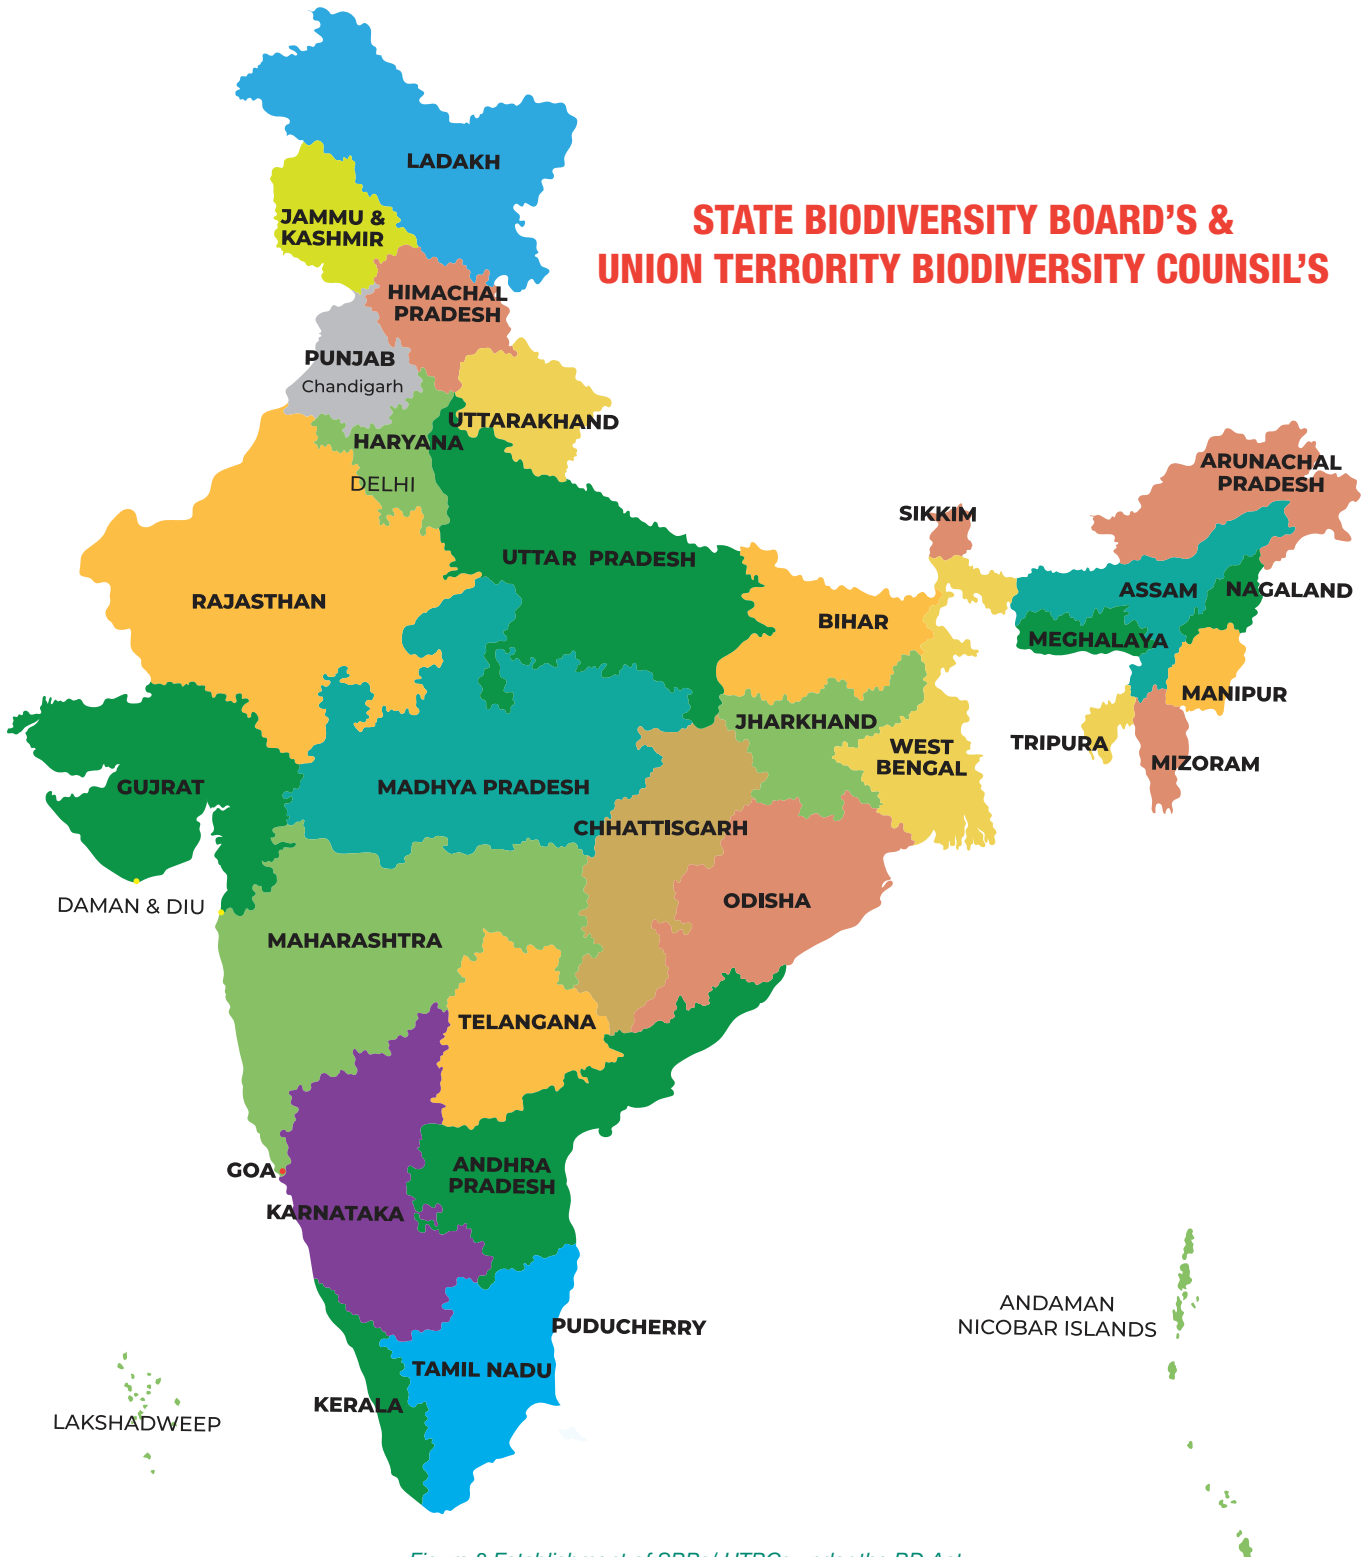 LADAKH
JAMMU &
KASHMIR
STATE BIODIVERSITY BOARD'S &
UNION TERRORITY BIODIVERSITY COUNSIL'S
HIMACHAL
PRADESH
PUNJAB
Chandigarh
UTTARAKHAND
HARYANA
DELHI
ARUNACHAL
PRADESH
SIKKIM
UTTAR PRADESH
ASSAM
NAGALAND
RAJASTHAN
BIHAR
MEGHALAYA
MANIPUR
JHARKHAND
TRIPURA
WEST
BENGAL
MIZORAM
GUJRAT
MADHYA PRADESH
CHHATTISGARH
DAMAN & DIU
ODISHA
MAHARASHTRA
TELANGANA
GOA
ANDHRA
PRADESH
KARNATAKA
ANDAMAN
NICOBAR ISLANDS
PUDUCHERRY
TAMIL NADU
KERALA
LAKSHADWEEP